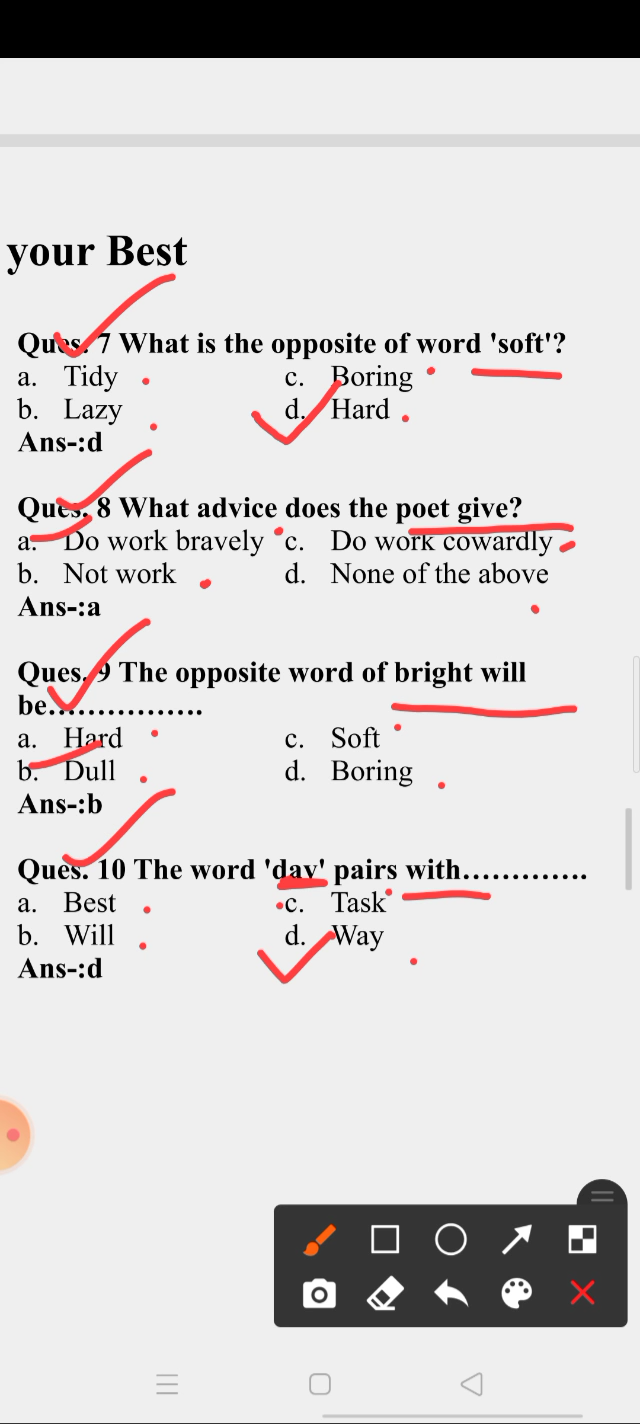 your Best
Ques. 7 What is the opposite of word 'soft'?
a. Tidy c. Boring
b. Lazy d. Hard
Ans-:d
Ques. 8 What advice does the poet give?
a. Do work bravely c. Do work cowardly
b. Not work d. None of the above
Ans-:a
Ques. 9 The opposite word of bright will
be................
a. Hard c. Soft
b. Dull d. Boring
Ans-:b
Ques. 10 The word 'day' pairs with.............
a. Best c. Task
b. Will d. Way
Ans-:d